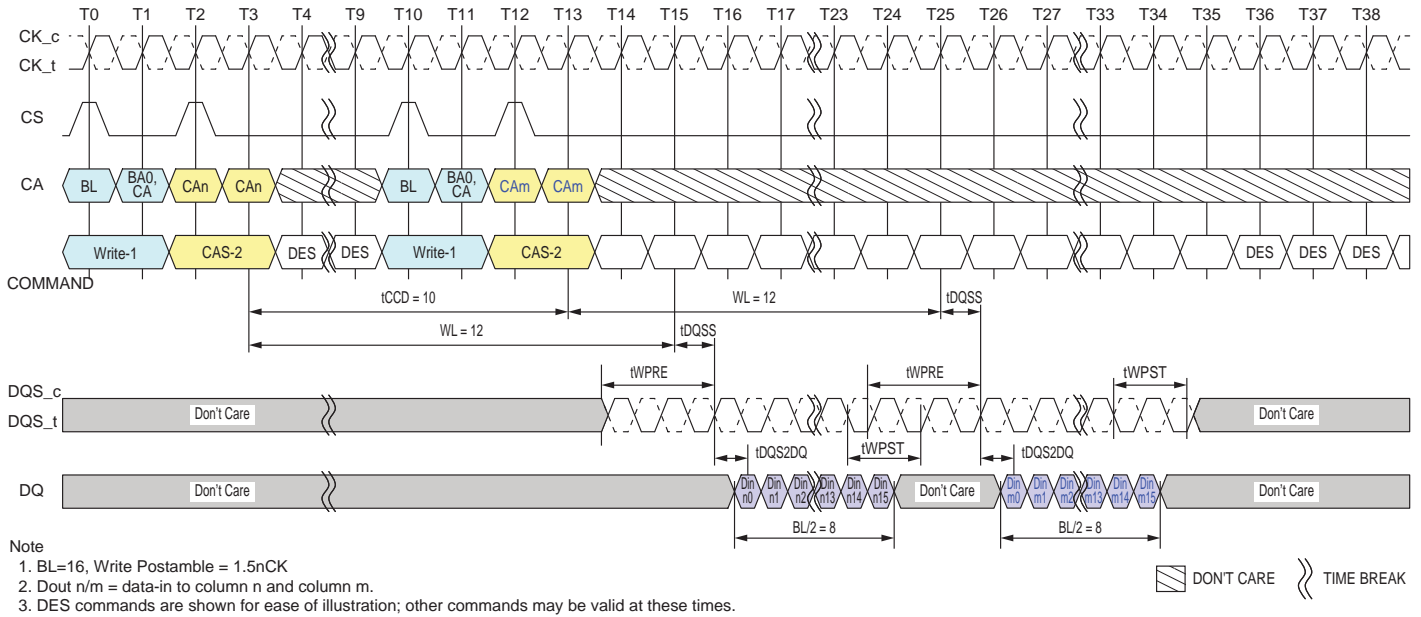 T0 T1 T2 T3 T4 T9 T10 T11 T12 T13 T14 T15 T16 T17 T23 T24 T25 T26 T27 T33 T34 T35 T36 T37 T38
CK_c
CK_t
CS
CA
BL BA0, CA CAn CAn BL BA0, CA CAm CAm
Write-1 CAS-2 DES DES Write-1 CAS-2 DES DES DES
COMMAND
tCCD = 10 WL = 12 tDQSS
WL = 12 tDQSS
tWPRE tWPRE tWPST
DQS_c
DQS_t
Don't Care Don't Care
tDQS2DQ tWPST tDQS2DQ
DQ
Don't Care Din n0 Din n1 Din n2 Din n13 Din n14 Din n15 Don't Care Din m0 Din m1 Din m2 Din m13 Din m14 Din m15 Don't Care
BL/2 = 8 BL/2 = 8
Note
1. BL=16, Write Postamble = 1.5nCK
2. Dout n/m = data-in to column n and column m.
3. DES commands are shown for ease of illustration; other commands may be valid at these times.
DON'T CARE TIME BREAK